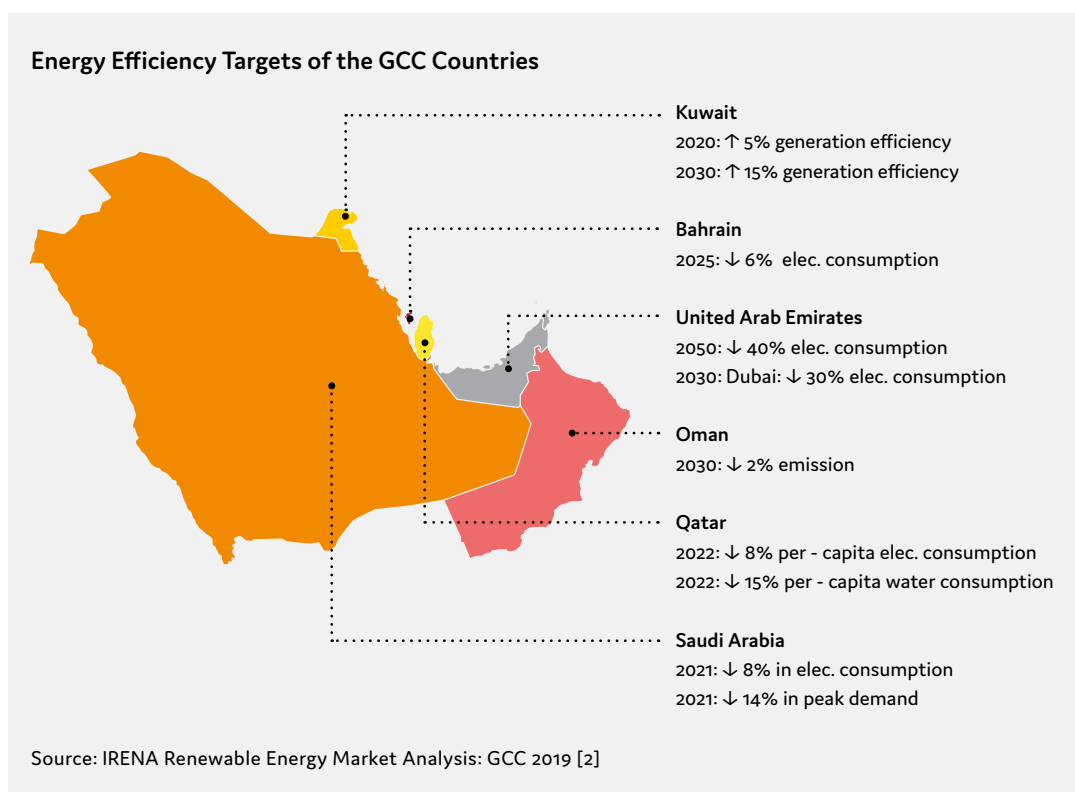 Energy Efficiency Targets of the GCC Countries
Kuwait
2020: ↑ 5% generation efficiency
2030: ↑ 15% generation efficiency
Bahrain
2025: ↓ 6%  elec. consumption
United Arab Emirates
2050: ↓ 40% elec. consumption
2030: Dubai: ↓ 30% elec. consumption
Oman
2030: ↓ 2% emission
Qatar
2022: ↓ 8% per - capita elec. consumption
2022: ↓ 15% per - capita water consumption
Saudi Arabia
2021: ↓ 8% in elec. consumption
2021: ↓ 14% in peak demand
Source: IRENA Renewable Energy Market Analysis: GCC 2019 [2]